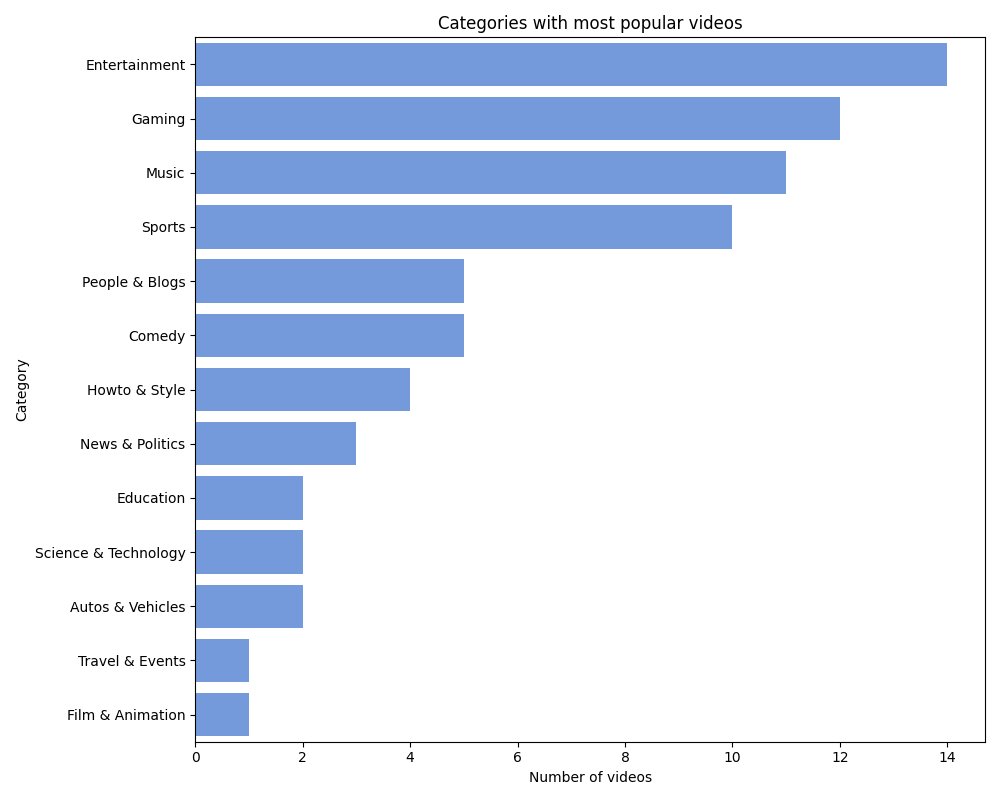 Categories with most popular videos
Category
Entertainment
Gaming
Music
Sports
People & Blogs
Comedy
Howto & Style
News & Politics
Education
Science & Technology
Autos & Vehicles
Travel & Events
Film & Animation
0 2 4 6 8 10 12 14
Number of videos